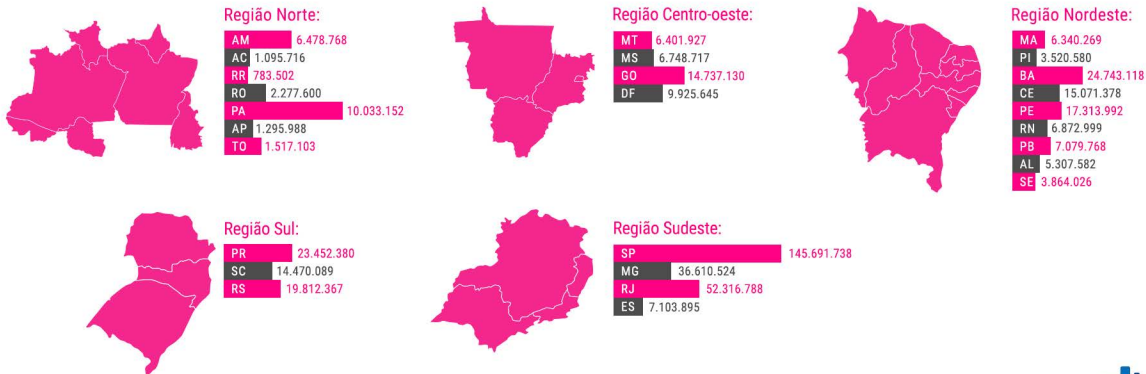 Região Norte:
AM 6.478.768
AC 1.095.716
RR 783.502
RO 2.277.600
PA 10.033.152
AP 1.295.988
TO 1.517.103
Região Centro-oeste:
MT 6.401.927
MS 6.748.717
GO 14.737.130
DF 9.925.645
Região Nordeste:
MA 6.340.269
PI 3.520.580
BA 24.743.118
CE 15.071.378
PE 17.313.992
RN 6.872.999
PB 7.079.768
AL 5.307.582
SE 3.864.026
Região Sul:
PR 23.452.380
SC 14.470.089
RS 19.812.367
Região Sudeste:
SP 145.691.738
MG 36.610.524
RJ 52.316.788
ES 7.103.895